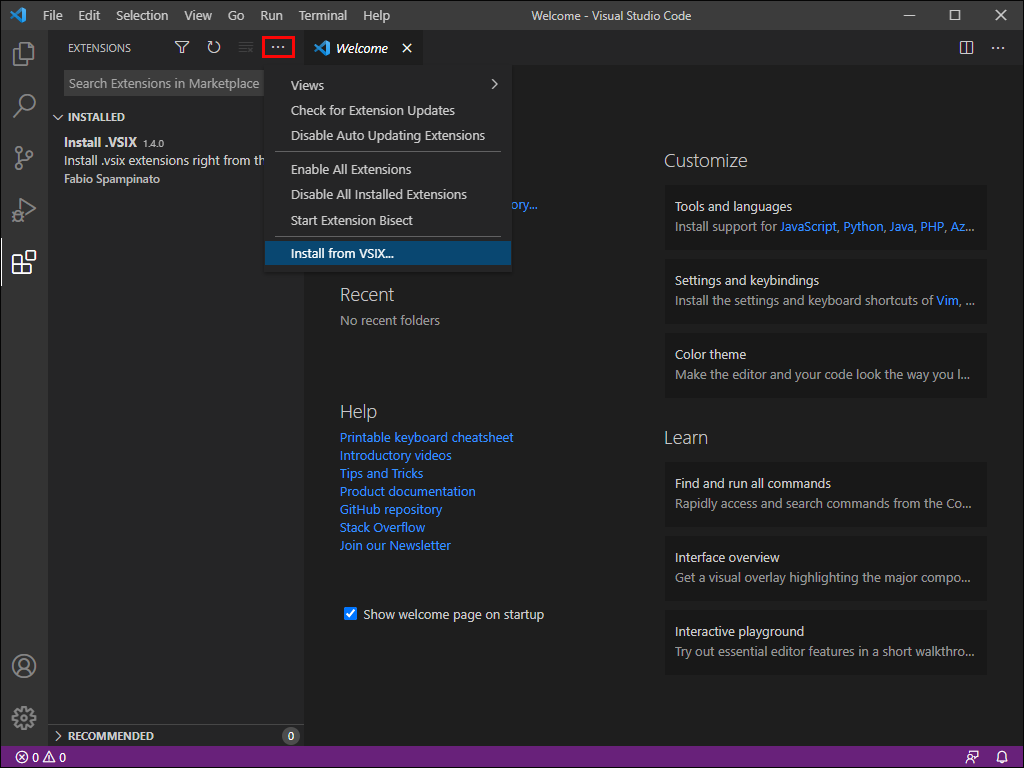 File Edit Selection View Go Run Terminal Help
Welcome - Visual Studio Code
EXTENSIONS
Welcome
Search Extensions in Marketplace
INSTALLED
Install .VSIX 1.4.0
Install .vsix extensions right from th
Fabio Spampinato
Views
Check for Extension Updates
Disable Auto Updating Extensions
Enable All Extensions
Disable All Installed Extensions
Start Extension Bisect
Install from VSIX...
ory...
Recent
No recent folders
Help
Printable keyboard cheatsheet
Introductory videos
Tips and Tricks
Product documentation
GitHub repository
Stack Overflow
Join our Newsletter
Show welcome page on startup
Customize
Tools and languages
Install support for JavaScript, Python, Java, PHP, Az...
Settings and keybindings
Install the settings and keyboard shortcuts of Vim, ...
Color theme
Make the editor and your code look the way you l...
Learn
Find and run all commands
Rapidly access and search commands from the Co...
Interface overview
Get a visual overlay highlighting the major compo...
Interactive playground
Try out essential editor features in a short walkthro...
RECOMMENDED 0
0 0